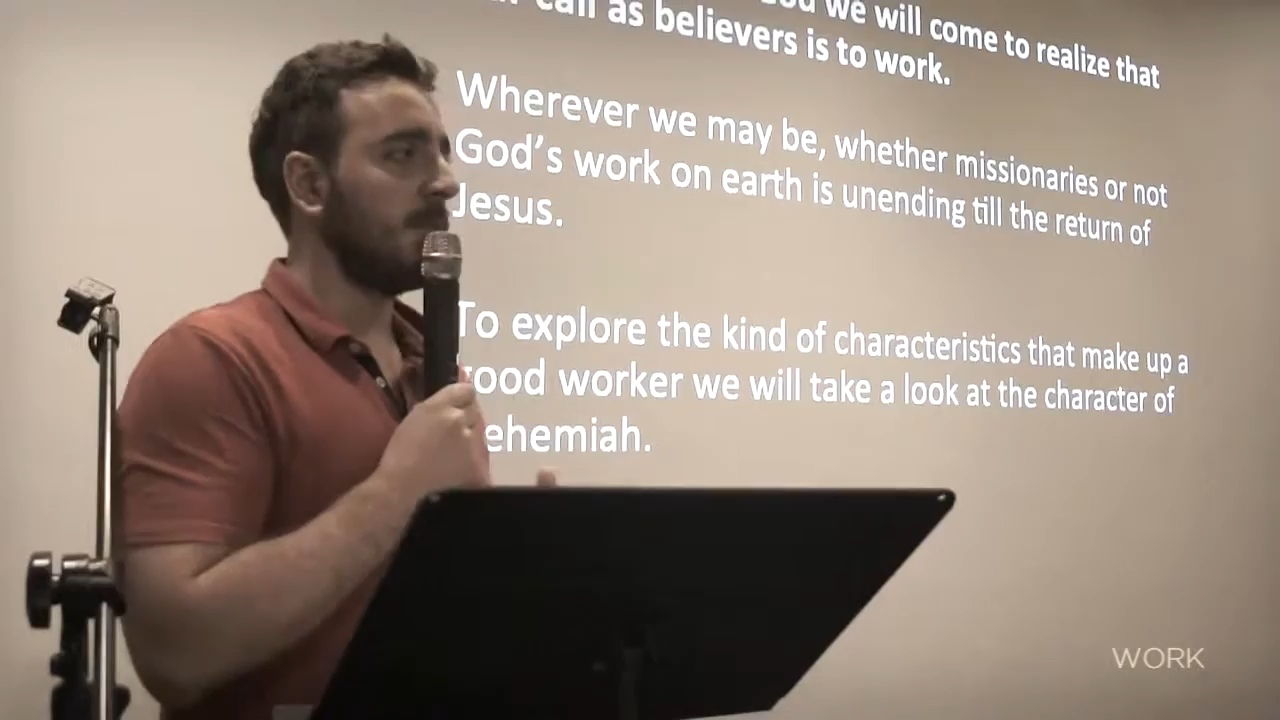 we will come to realize that
call as believers is to work.
Wherever we may be, whether missionaries or not
God's work on earth is unending till the return of
Jesus.
To explore the kind of characteristics that make up a
good worker we will take a look at the character of
Nehemiah.
WORK